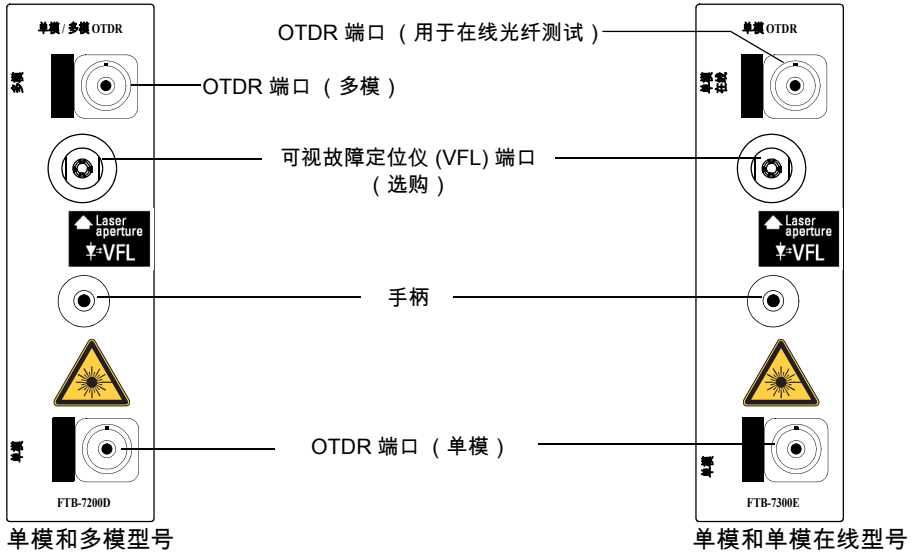 单模 / 多模 OTDR
多模
OTDR 端口 （用于在线光纤测试）
单模 OTDR
单模
在线
OTDR 端口 （多模）
可视故障定位仪 (VFL) 端口
（选购）
Laser
aperture
VFL
Laser
aperture
VFL
手柄
单模
OTDR 端口 （单模）
单模
FTB-7200D
FTB-7300E
单模和多模型号
单模和单模在线型号